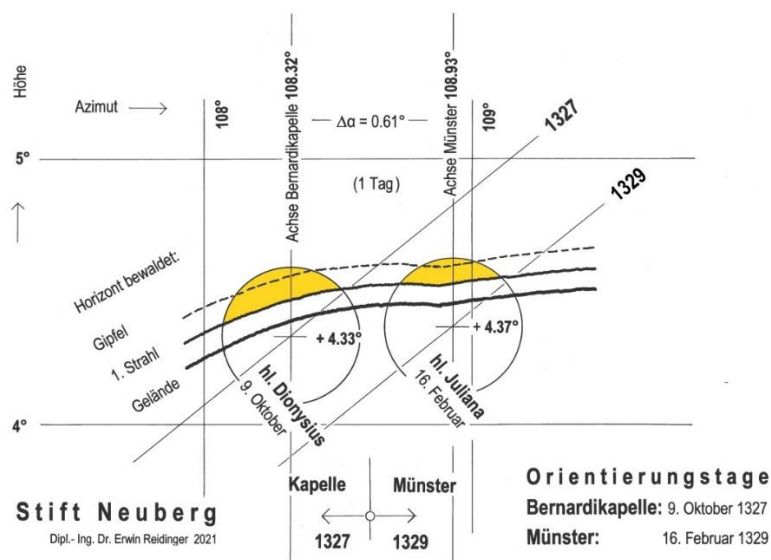 Höhe
Azimut
108°
Achse Bernardikapelle 108.32°
Δα = 0.61°
Achse Münster 108.93°
109°
1327
5°
(1 Tag)
1329
Horizont bewaldet:
Gipfel
1. Strahl
Gelände
+ 4.33°
+ 4.37°
hl. Dionysius
9. Oktober
hl. Juliana
16. Februar
4°
Kapelle
Münster
1327
1329
Stift Neuberg
Dipl.- Ing. Dr. Erwin Reidinger 2021
Orientierungstage
Bernardikapelle: 9. Oktober 1327
Münster: 16. Februar 1329